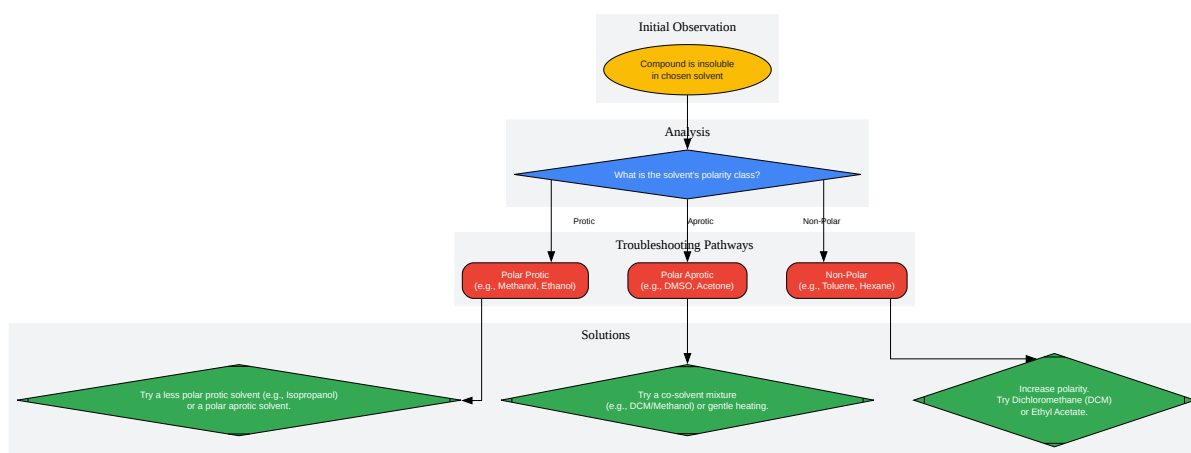 Initial Observation
Compound is insoluble
in chosen solvent
Analysis
What is the solvent's polarity class?
Protic
Aprotic
Non-Polar
Troubleshooting Pathways
Polar Protic
(e.g., Methanol, Ethanol)
Polar Aprotic
(e.g., DMSO, Acetone)
Non-Polar
(e.g., Toluene, Hexane)
Solutions
Try a less polar protic solvent (e.g., Isopropanol)
or a polar aprotic solvent.
Try a co-solvent mixture
(e.g., DCM/Methanol) or gentle heating.
Increase polarity.
Try Dichloromethane (DCM)
or Ethyl Acetate.